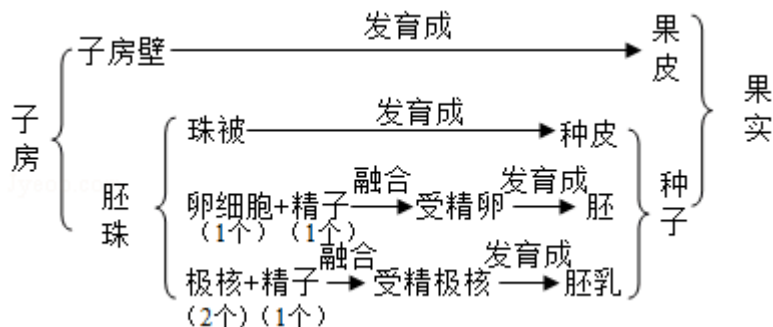 发育成
子房壁 果皮
子房 果实
发育成
珠被 种皮
胚珠 种子
融合 发育成
卵细胞+精子 受精卵 胚
(1个) (1个)
融合 发育成
极核+精子 受精极核 胚乳
(2个)(1个)